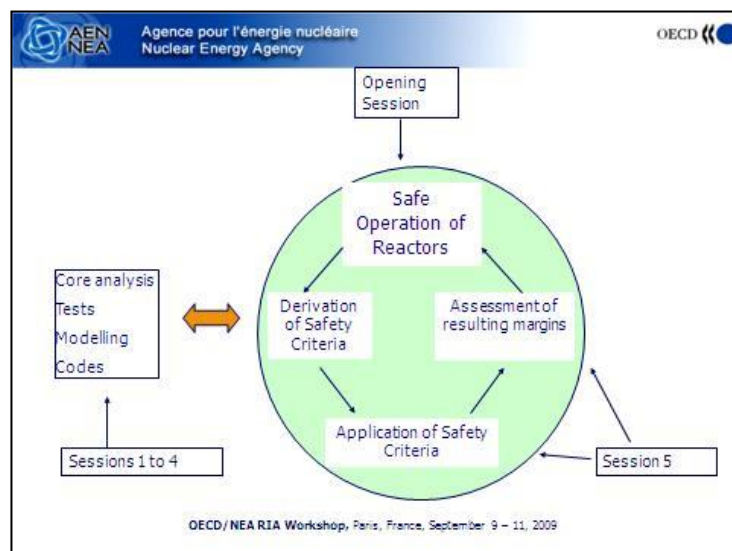 AEN
NEA
Agence pour l'énergie nucléaire
Nuclear Energy Agency
OECD
Opening
Session
Safe
Operation of
Reactors
Core analysis
Tests
Modelling
Codes
Derivation
of Safety
Criteria
Assessment of
resulting margins
Application of Safety
Criteria
Sessions 1 to 4
Session 5
OECD/NEA RIA Workshop, Paris, France, September 9 – 11, 2009